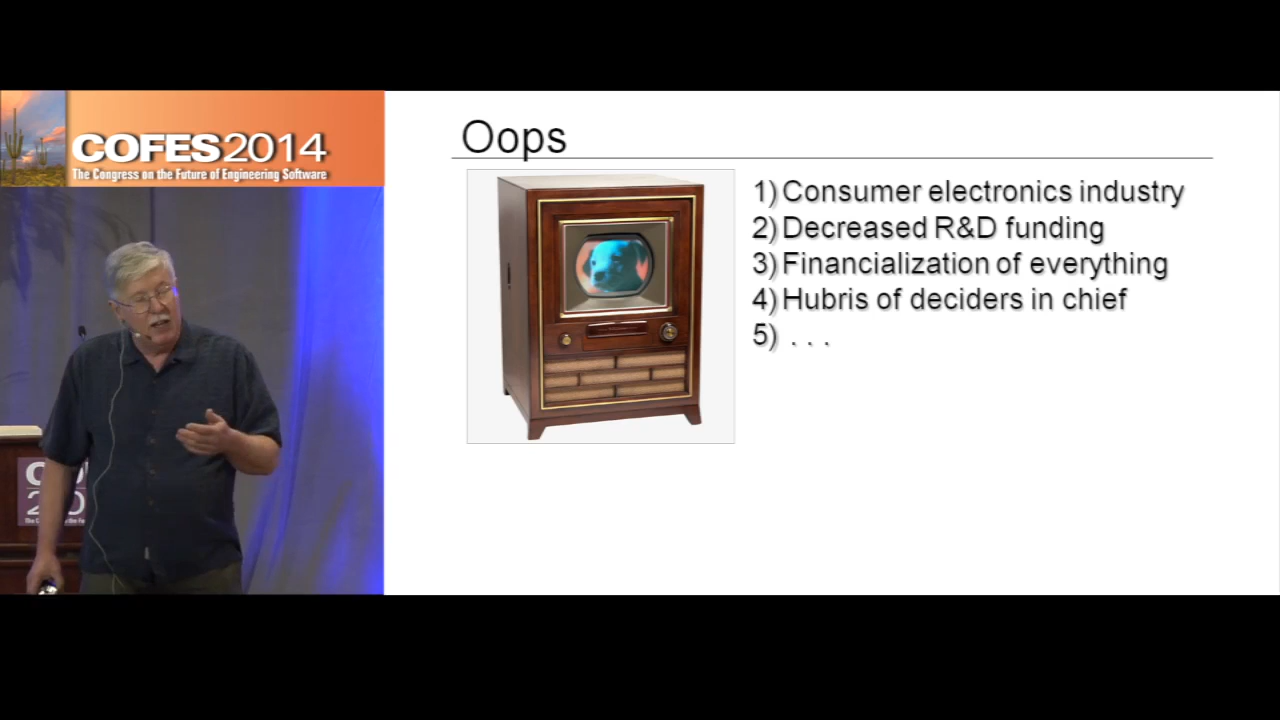 COFES2014
The Congress on the Future of Engineering Software
Oops
1) Consumer electronics industry
2) Decreased R&D funding
3) Financialization of everything
4) Hubris of deciders in chief
5) . . .